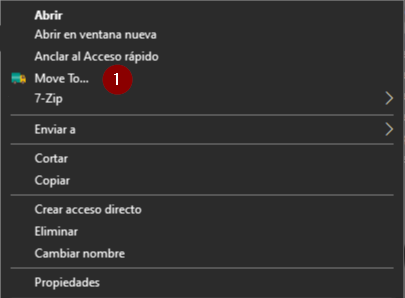 Abrir
Abrir en ventana nueva
Anclar al Acceso rápido
Move To... 1
7-Zip
Enviar a
Cortar
Copiar
Crear acceso directo
Eliminar
Cambiar nombre
Propiedades